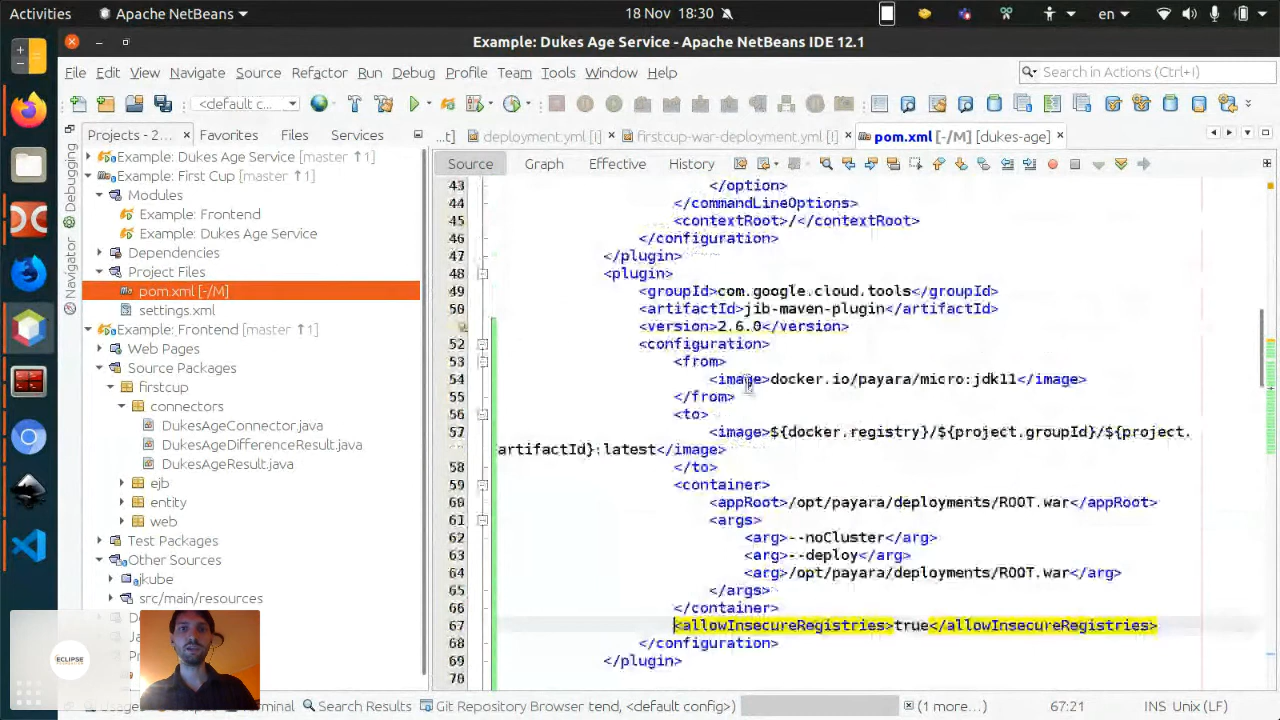 Activities Apache NetBeans 18 Nov 18:30 en
Example: Dukes Age Service - Apache NetBeans IDE 12.1
File Edit View Navigate Source Refactor Run Debug Profile Team Tools Window Help Search in Actions (Ctrl+I)
<default c...
Projects - 2... Favorites Files Services ...t] deployment.yml [i] firstcup-war-deployment.yml [i] pom.xml [-/M] [dukes-age]
Source Graph Effective History
Debugging
Navigator
Example: Dukes Age Service [master ↑1]
Example: First Cup [master ↑1]
Modules
Example: Frontend
Example: Dukes Age Service
Dependencies
Project Files
pom.xml [-/M]
settings.xml
Example: Frontend [master ↑1]
Web Pages
Source Packages
firstcup
connectors
DukesAgeConnector.java
DukesAgeDifferenceResult.java
DukesAgeResult.java
ejb
entity
web
Test Packages
Other Sources
jkube
src/main/resources
43 </option>
44 </commandLineOptions>
45 <contextRoot>/</contextRoot>
46 </configuration>
47 </plugin>
48 <plugin>
49 <groupId>com.google.cloud.tools</groupId>
50 <artifactId>jib-maven-plugin</artifactId>
51 <version>2.6.0</version>
52 <configuration>
53 <from>
54 <image>docker.io/payara/micro:jdk11</image>
55 </from>
56 <to>
57 <image>${docker.registry}/${project.groupId}/${project.
artifactId}:latest</image>
58 </to>
59 <container>
60 <appRoot>/opt/payara/deployments/ROOT.war</appRoot>
61 <args>
62 <arg>--noCluster</arg>
63 <arg>--deploy</arg>
64 <arg>/opt/payara/deployments/ROOT.war</arg>
65 </args>
66 </container>
67 <allowInsecureRegistries>true</allowInsecureRegistries>
68 </configuration>
69 </plugin>
70
ECLIPSE
Search Results Git Repository Browser tend, <default config>) (1 more...) 67:21 INS Unix (LF)